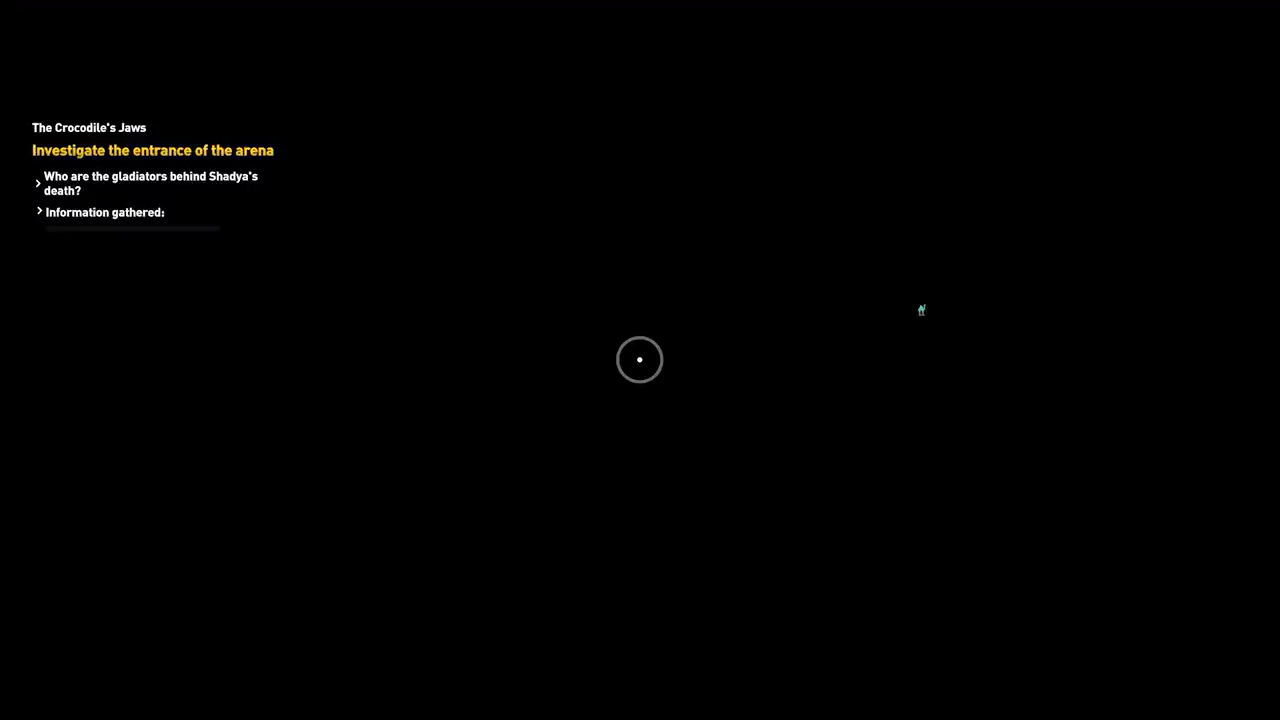 The Crocodile's Jaws
Investigate the entrance of the arena
Who are the gladiators behind Shadya's
death?
Information gathered: